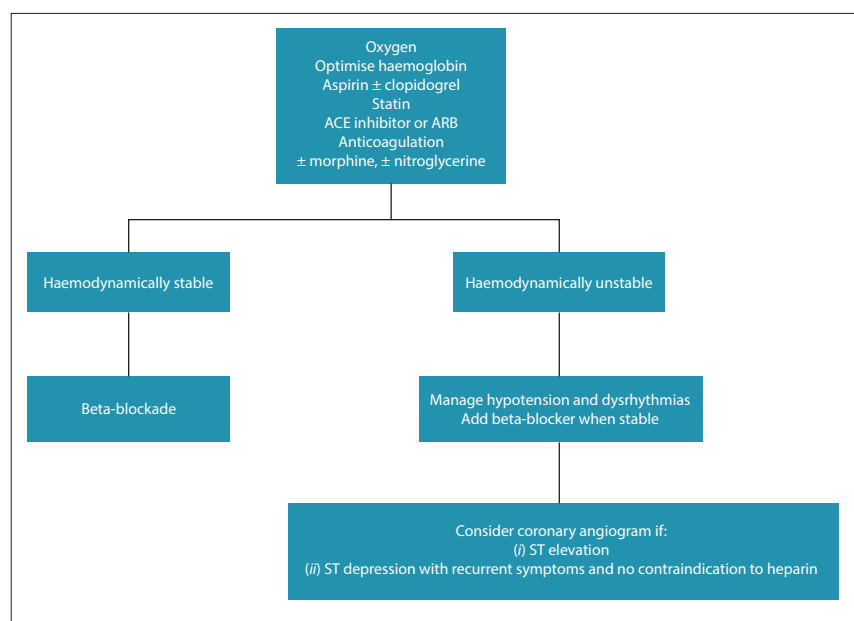 Oxygen
Optimise haemoglobin
Aspirin ± clopidogrel
Statin
ACE inhibitor or ARB
Anticoagulation
± morphine, ± nitroglycerine
Haemodynamically stable
Haemodynamically unstable
Beta-blockade
Manage hypotension and dysrhythmias
Add beta-blocker when stable
Consider coronary angiogram if:
(i) ST elevation
(ii) ST depression with recurrent symptoms and no contraindication to heparin